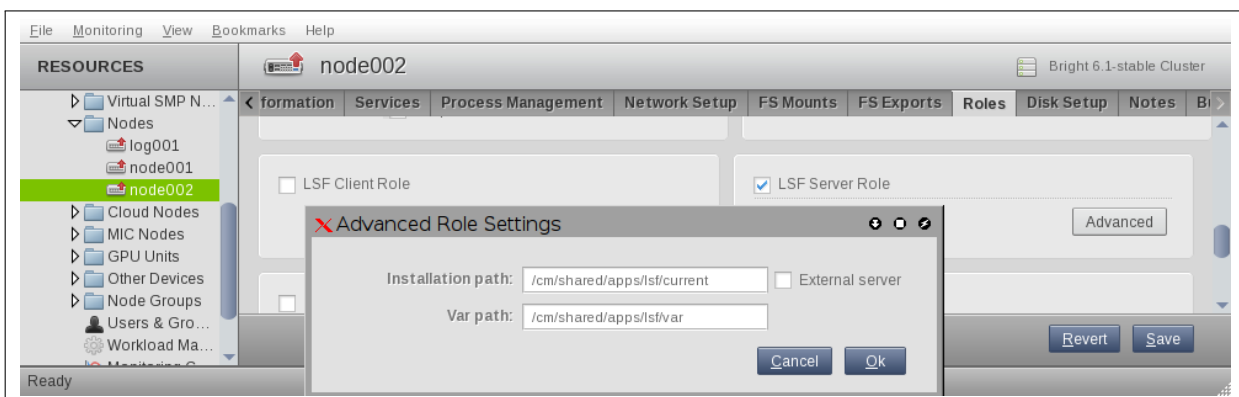 File Monitoring View Bookmarks Help
RESOURCES
node002
Bright 6.1-stable Cluster
Virtual SMP N...
Nodes
log001
node001
node002
Cloud Nodes
MIC Nodes
GPU Units
Other Devices
Node Groups
Users & Gro...
Workload Ma...
formation Services Process Management Network Setup FS Mounts FS Exports Roles Disk Setup Notes
LSF Client Role
LSF Server Role
Advanced
Advanced Role Settings
Installation path: /cm/shared/apps/lsf/current External server
Var path: /cm/shared/apps/lsf/var
Cancel Ok
Revert Save
Ready